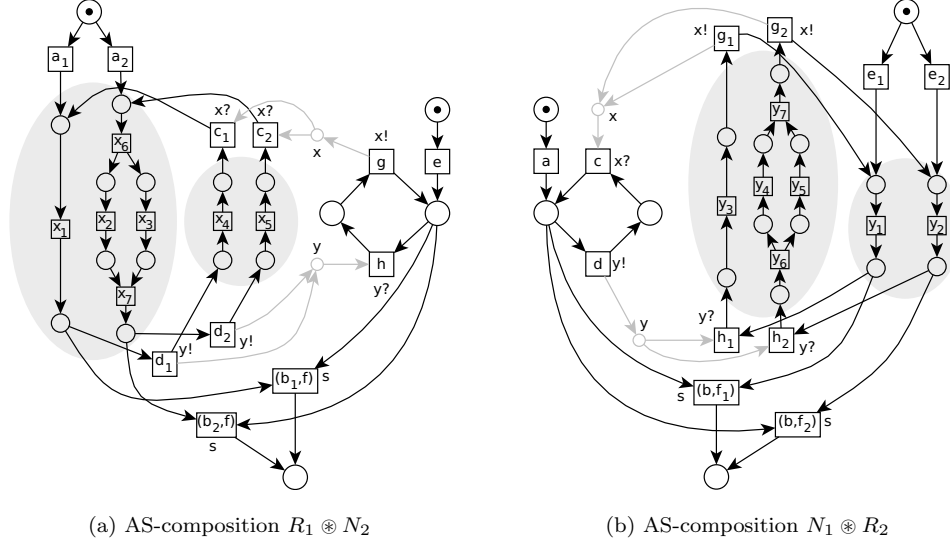 a1 a2
x6
x1 x2 x3
x7
c1 x? c2 x?
x4 x5
x
x! g e
y
h
y?
d1 y! d2 y!
(b1,f) s
(b2,f)
s
(a) AS-composition R1 ⊛ N2
x! g1 g2 x!
x
a c x?
d y!
y
y3
y7
y4 y5
y6
y? h1 h2 y?
e1 e2
y1 y2
s (b,f1)
(b,f2) s
(b) AS-composition N1 ⊛ R2